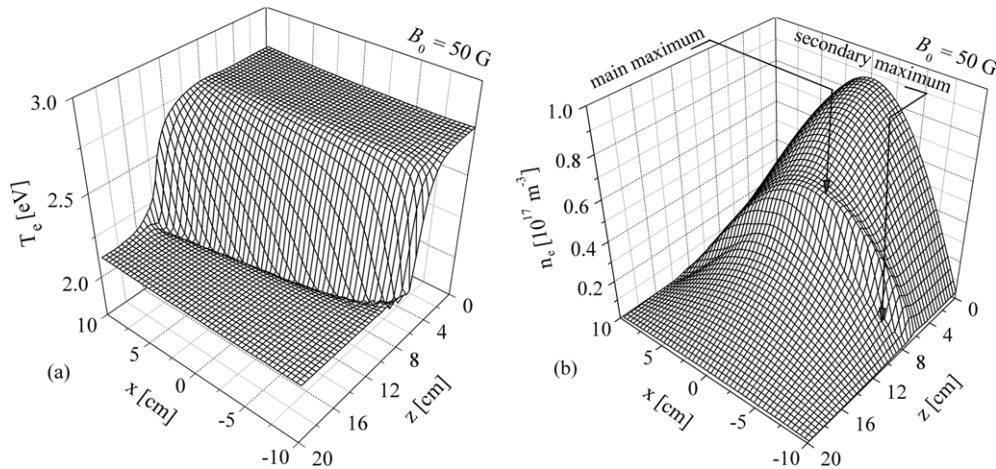 B₀ = 50 G
3.0
2.5
2.0
Tₑ [eV]
10
5
0
-5
-10
x [cm]
0
4
8
12
16
20
z [cm]
(a)
B₀ = 50 G
main maximum
secondary maximum
1.0
0.8
0.6
0.4
0.2
nₑ [10¹⁷ m⁻³]
10
5
0
-5
-10
x [cm]
0
4
8
12
16
20
z [cm]
(b)